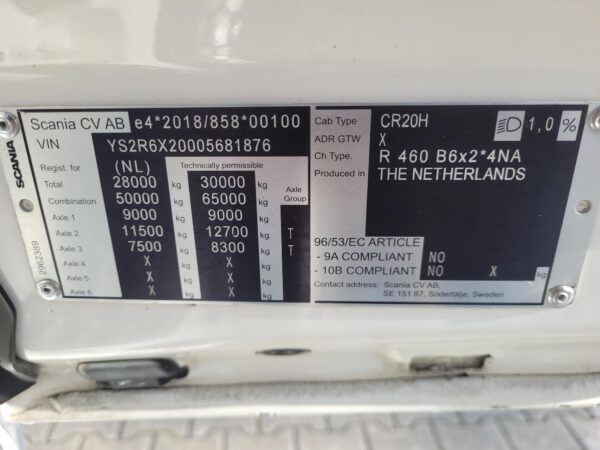 Scania CV AB e4*2018/858*00100
VIN YS2R6X20005681876
Regist. for (NL) Technically permissible
Total 28000 kg 30000 kg Axle Group
Combination 50000 kg 65000 kg
Axle 1 9000 kg 9000 kg
Axle 2 11500 kg 12700 kg T
Axle 3 7500 kg 8300 kg T
Axle 4 X kg X kg
Axle 5 X kg X kg
Axle 6 X kg X kg
SCANIA
2962389
Cab Type CR20H 1,0 %
ADR GTW X
Ch. Type. R 460 B6x2*4NA
Produced in THE NETHERLANDS
96/53/EC ARTICLE
- 9A COMPLIANT NO
- 10B COMPLIANT NO X kg
Contact address: Scania CV AB,
SE 151 87, Södertälje, Sweden